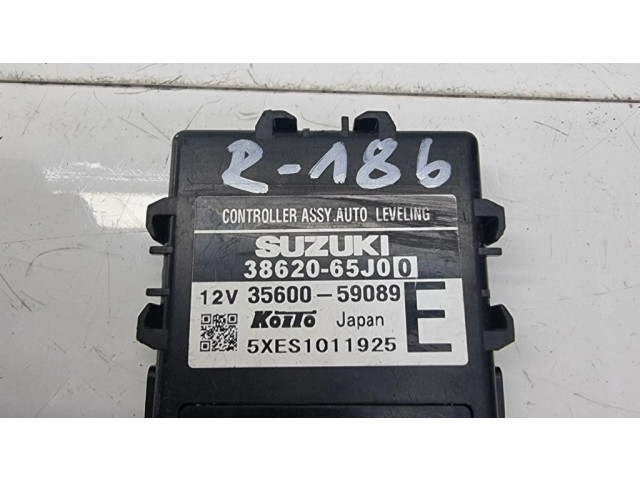 R-186
CONTROLLER ASSY.AUTO LEVELING
SUZUKI
38620-65J00
12V 35600-59089 E
KOITO Japan
5XES1011925